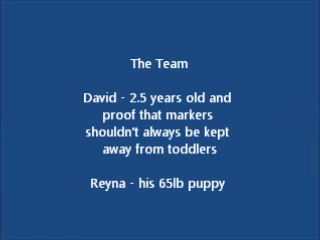 The Team
David - 2.5 years old and
proof that markers
shouldn't always be kept
away from toddlers
Reyna - his 65lb puppy